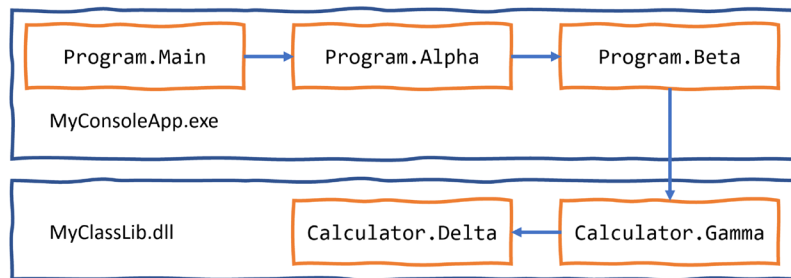 Program.Main
Program.Alpha
Program.Beta
MyConsoleApp.exe
MyClassLib.dll
Calculator.Delta
Calculator.Gamma